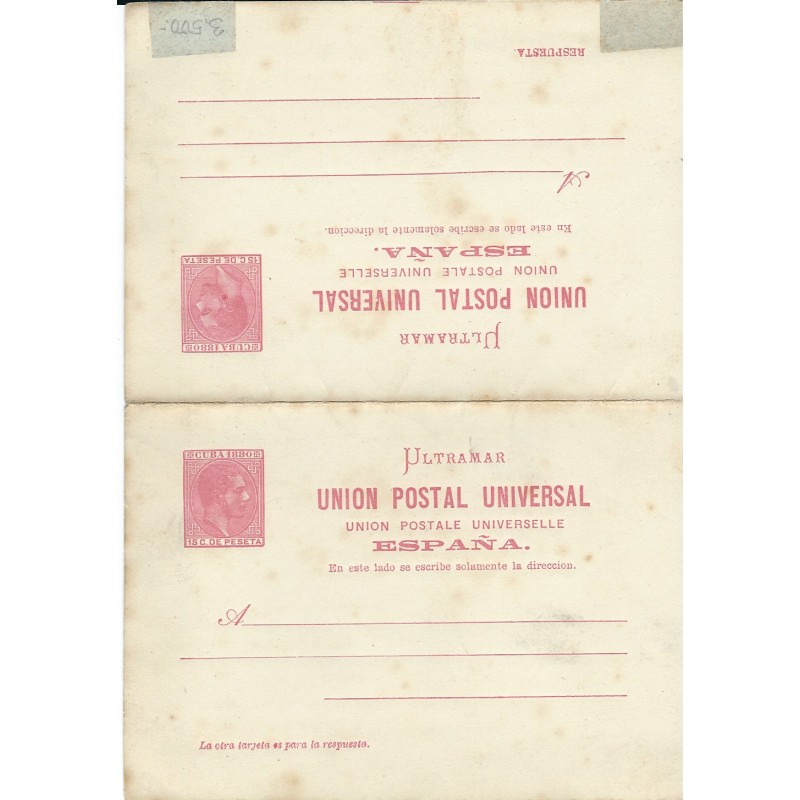 3.500.-
RESPUESTA.
A
En este lado se escribe solamente la direccion.
ESPAÑA.
UNION POSTALE UNIVERSELLE
UNION POSTAL UNIVERSAL
ULTRAMAR
15 C. DE PESETA
CUBA 1880
CUBA 1880
15 C. DE PESETA
ULTRAMAR
UNION POSTAL UNIVERSAL
UNION POSTALE UNIVERSELLE
ESPAÑA.
En este lado se escribe solamente la direccion.
A
La otra tarjeta es para la respuesta.